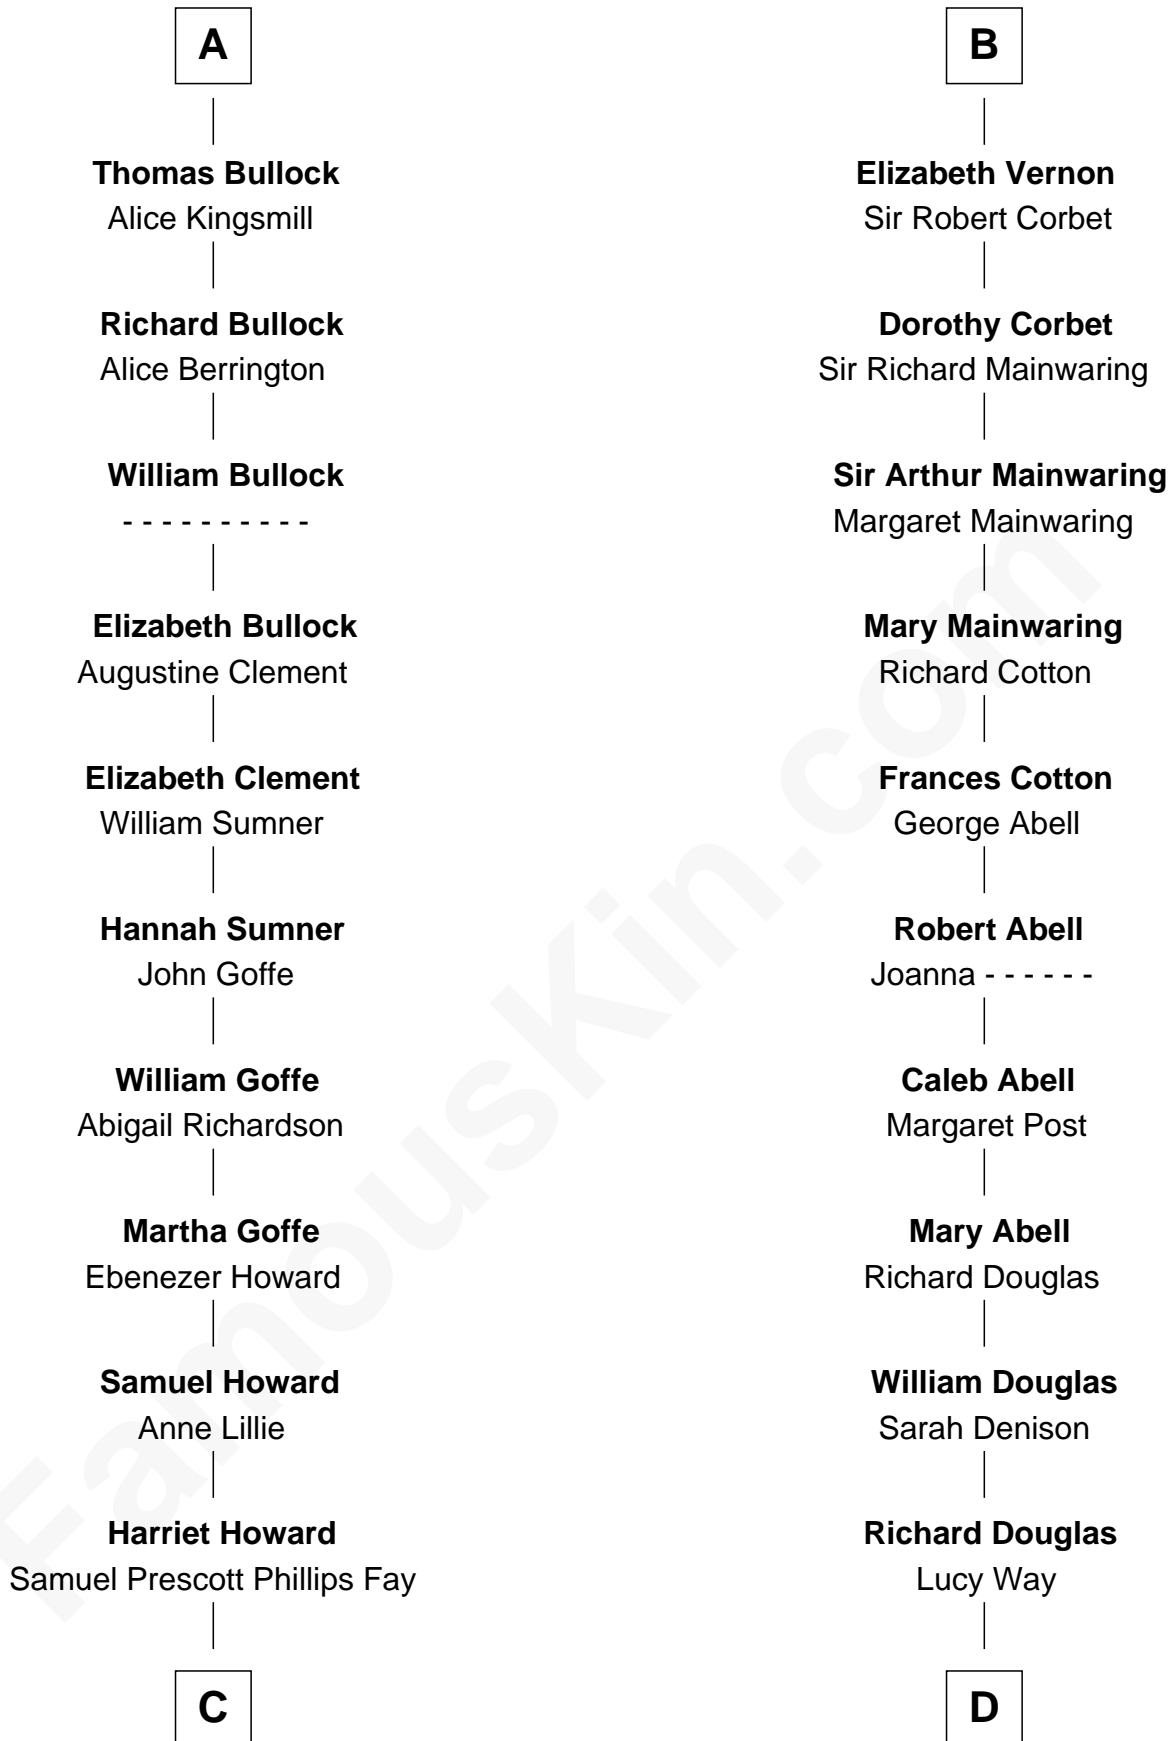 A
Thomas Bullock
Alice Kingsmill
Richard Bullock
Alice Berrington
William Bullock
- - - - - - - - - -
Elizabeth Bullock
Augustine Clement
Elizabeth Clement
William Sumner
Hannah Sumner
John Goffe
William Goffe
Abigail Richardson
Martha Goffe
Ebenezer Howard
Samuel Howard
Anne Lillie
Harriet Howard
Samuel Prescott Phillips Fay
C
B
Elizabeth Vernon
Sir Robert Corbet
Dorothy Corbet
Sir Richard Mainwaring
Sir Arthur Mainwaring
Margaret Mainwaring
Mary Mainwaring
Richard Cotton
Frances Cotton
George Abell
Robert Abell
Joanna - - - - - -
Caleb Abell
Margaret Post
Mary Abell
Richard Douglas
William Douglas
Sarah Denison
Richard Douglas
Lucy Way
D
FamousKin.com